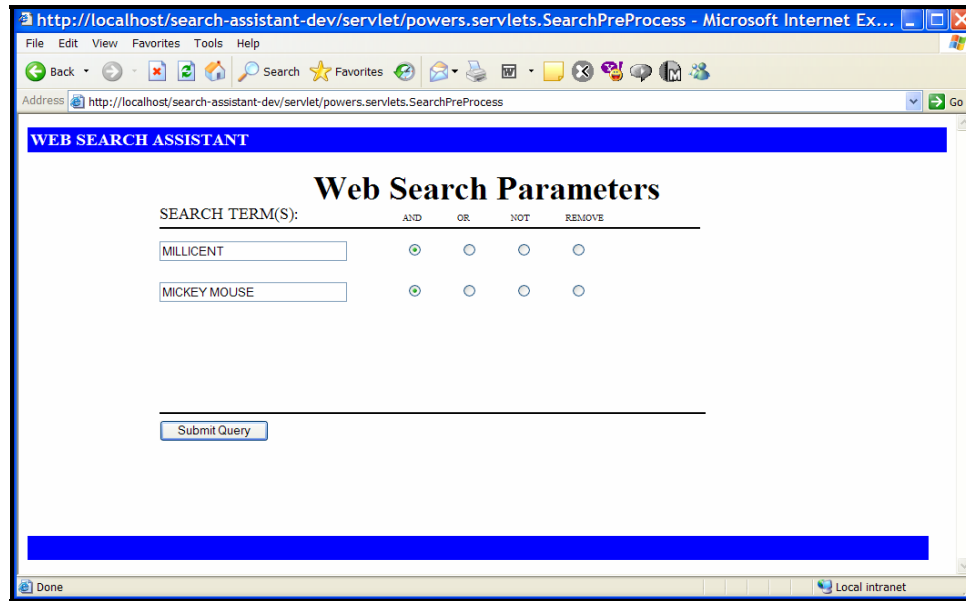 http://localhost/search-assistant-dev/servlet/powers.servlets.SearchPreProcess - Microsoft Internet Ex...
File Edit View Favorites Tools Help
Back Search Favorites
Address http://localhost/search-assistant-dev/servlet/powers.servlets.SearchPreProcess Go
WEB SEARCH ASSISTANT
Web Search Parameters
SEARCH TERM(S): AND OR NOT REMOVE
MILLICENT
MICKEY MOUSE
Submit Query
Done Local intranet